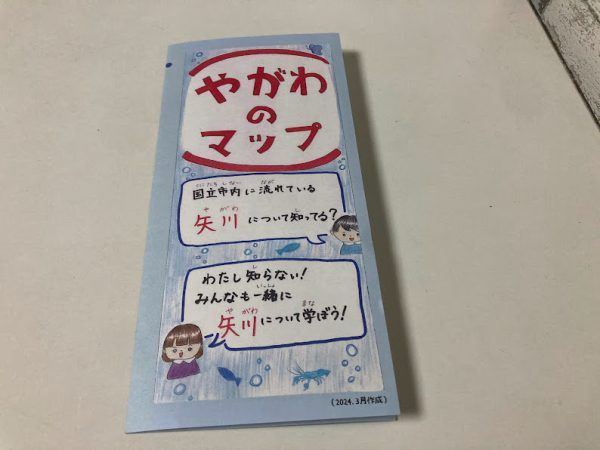 やがわ
の
マップ
国立市内に流れている
矢川について知ってる?
わたし知らない!
みんなも一緒に
矢川について学ぼう!
(2024.3月作成)